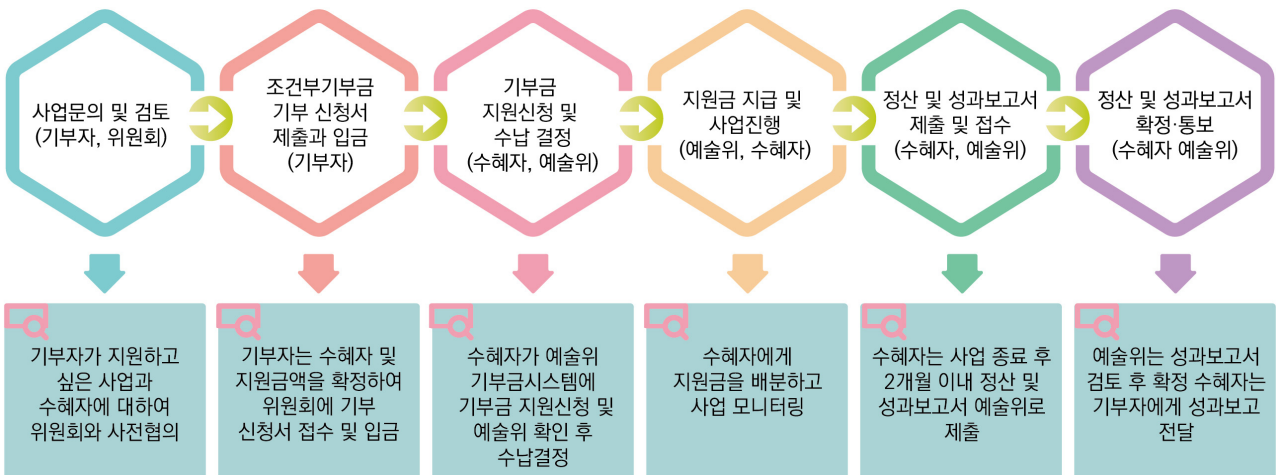 사업문의 및 검토
(기부자, 위원회)
조건부기부금
기부 신청서
제출과 입금
(기부자)
기부금
지원신청 및
수납 결정
(수혜자, 예술위)
지원금 지급 및
사업진행
(예술위, 수혜자)
정산 및 성과보고서
제출 및 접수
(수혜자, 예술위)
정산 및 성과보고서
확정·통보
(수혜자 예술위)
기부자가 지원하고
싶은 사업과
수혜자에 대하여
위원회와 사전협의
기부자는 수혜자 및
지원금액을 확정하여
위원회에 기부
신청서 접수 및 입금
수혜자가 예술위
기부금시스템에
기부금 지원신청 및
예술위 확인 후
수납결정
수혜자에게
지원금을 배분하고
사업 모니터링
수혜자는 사업 종료 후
2개월 이내 정산 및
성과보고서 예술위로
제출
예술위는 성과보고서
검토 후 확정 수혜자는
기부자에게 성과보고
전달